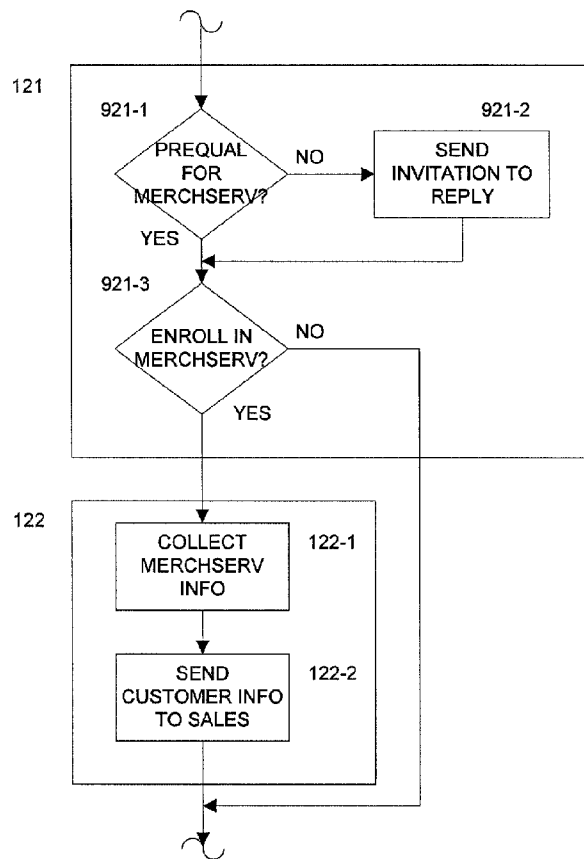 121
921-1
921-2
PREQUAL
FOR
MERCHSERV?
NO
SEND
INVITATION TO
REPLY
YES
921-3
ENROLL IN
MERCHSERV?
NO
YES
122
COLLECT
MERCHSERV
INFO
122-1
SEND
CUSTOMER INFO
TO SALES
122-2